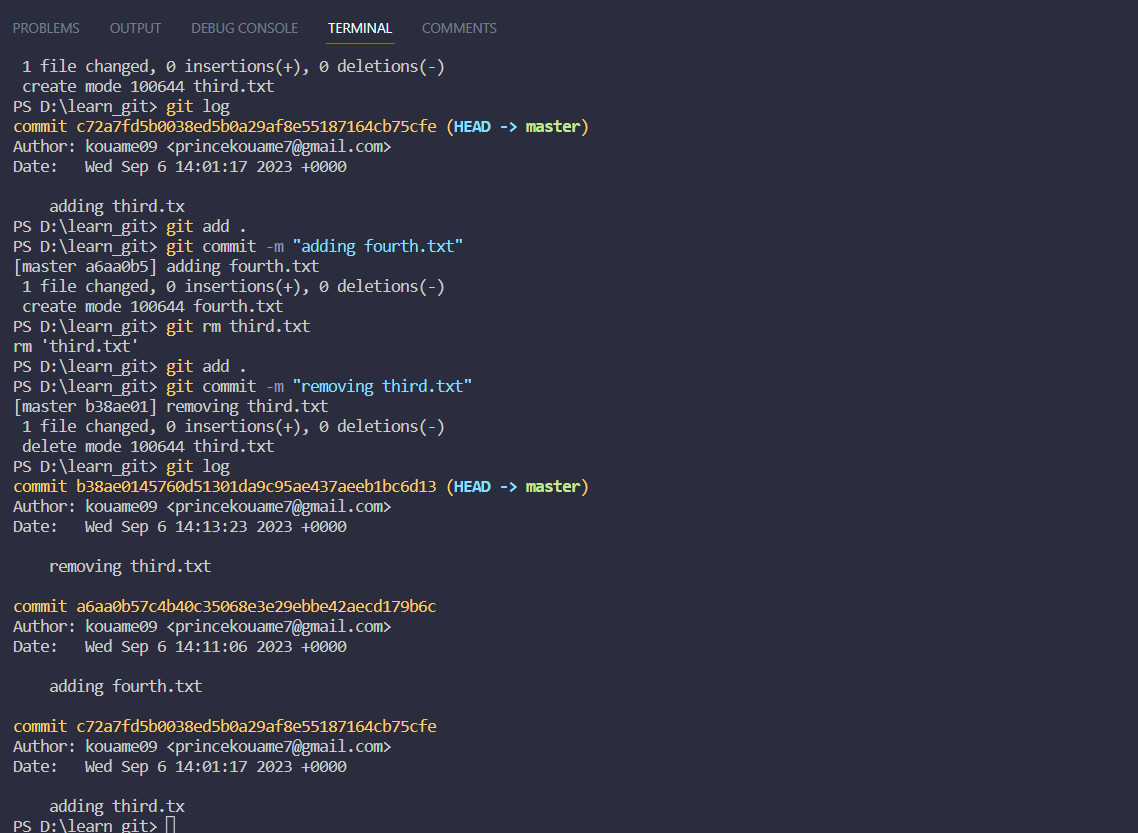 PROBLEMS OUTPUT DEBUG CONSOLE TERMINAL COMMENTS
1 file changed, 0 insertions(+), 0 deletions(-)
create mode 100644 third.txt
PS D:\learn_git> git log
commit c72a7fd5b0038ed5b0a29af8e55187164cb75cfe (HEAD -> master)
Author: kouame09 <princekouame7@gmail.com>
Date:   Wed Sep 6 14:01:17 2023 +0000
adding third.tx
PS D:\learn_git> git add .
PS D:\learn_git> git commit -m "adding fourth.txt"
[master a6aa0b5] adding fourth.txt
1 file changed, 0 insertions(+), 0 deletions(-)
create mode 100644 fourth.txt
PS D:\learn_git> git rm third.txt
rm 'third.txt'
PS D:\learn_git> git add .
PS D:\learn_git> git commit -m "removing third.txt"
[master b38ae01] removing third.txt
1 file changed, 0 insertions(+), 0 deletions(-)
delete mode 100644 third.txt
PS D:\learn_git> git log
commit b38ae0145760d51301da9c95ae437aeeb1bc6d13 (HEAD -> master)
Author: kouame09 <princekouame7@gmail.com>
Date:   Wed Sep 6 14:13:23 2023 +0000
removing third.txt
commit a6aa0b57c4b40c35068e3e29ebbe42aecd179b6c
Author: kouame09 <princekouame7@gmail.com>
Date:   Wed Sep 6 14:11:06 2023 +0000
adding fourth.txt
commit c72a7fd5b0038ed5b0a29af8e55187164cb75cfe
Author: kouame09 <princekouame7@gmail.com>
Date:   Wed Sep 6 14:01:17 2023 +0000
adding third.tx
PS D:\learn_git>